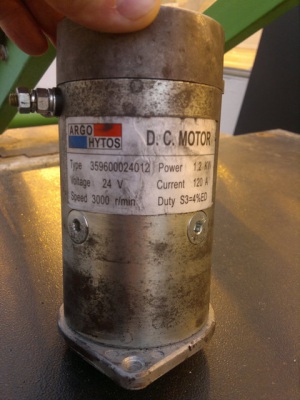 ARGO
HYTOS
D.C. MOTOR
Type 359600024012 Power 1.2 KW
Voltage 24 V Current 120 A
Speed 3000 r/min. Duty S3=4%ED